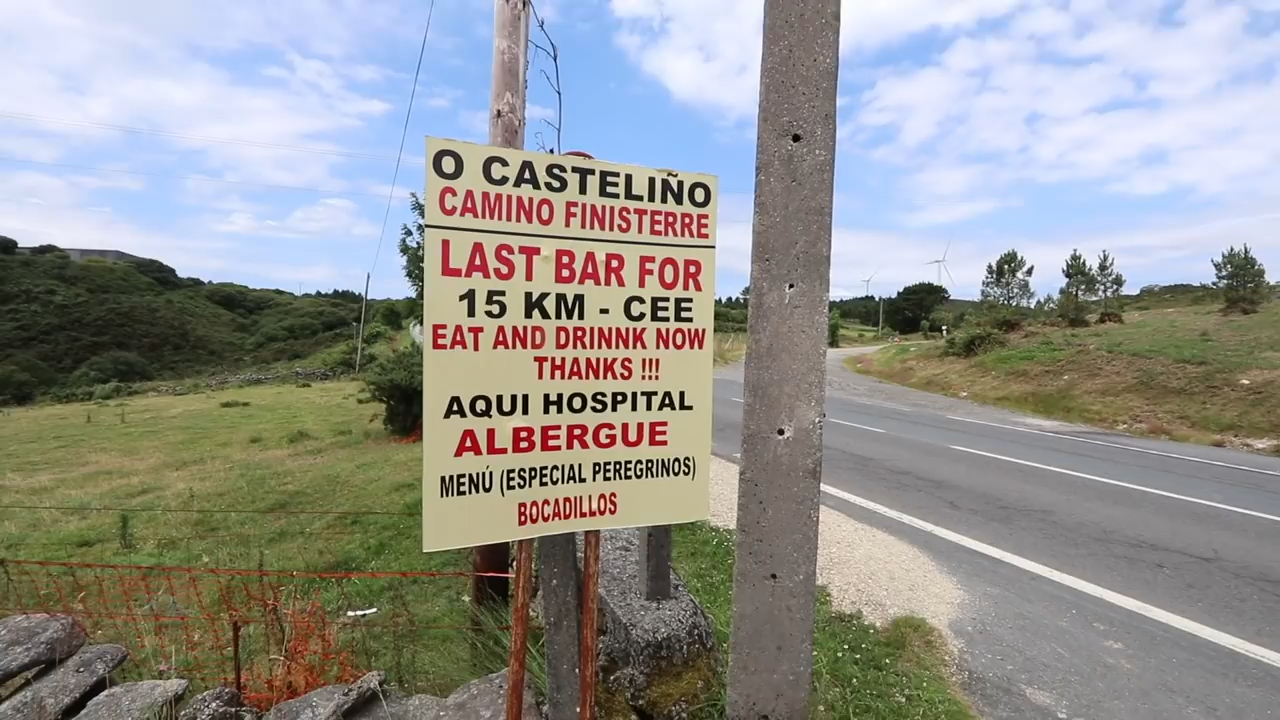 O CASTELIÑO
CAMINO FINISTERRE
LAST BAR FOR
15 KM - CEE
EAT AND DRINNK NOW
THANKS !!!
AQUI HOSPITAL
ALBERGUE
MENÚ (ESPECIAL PEREGRINOS)
BOCADILLOS